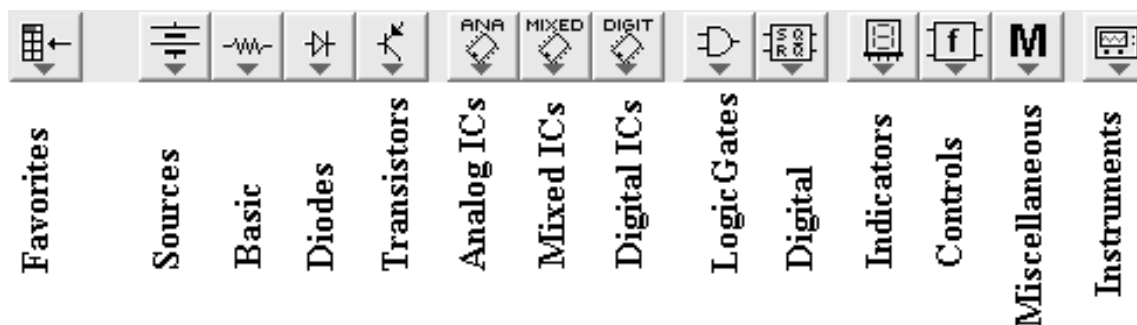 ANA
MIXED
DIGIT
S Q
R Q
f
M
Favorites
Sources
Basic
Diodes
Transistors
Analog ICs
Mixed ICs
Digital ICs
Logic Gates
Digital
Indicators
Controls
Miscellaneous
Instruments